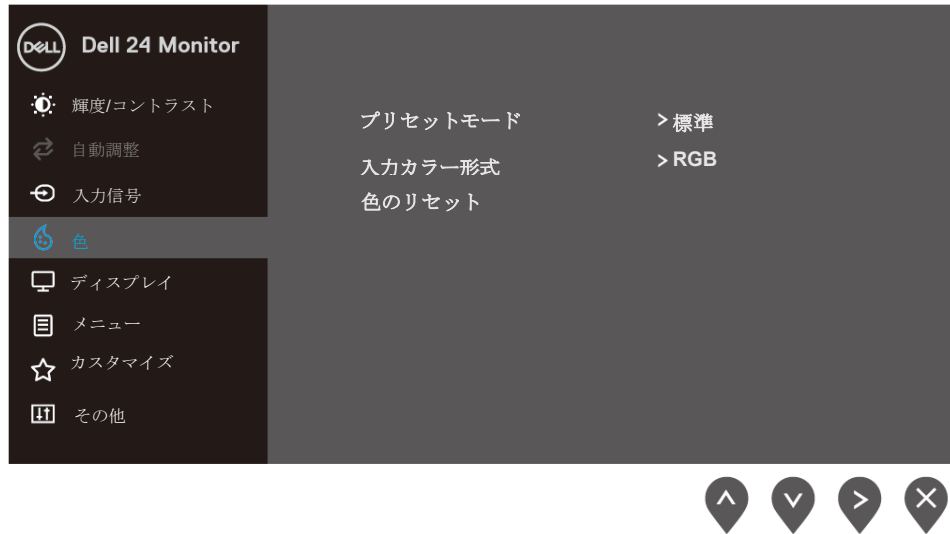 DELL Dell 24 Monitor
輝度/コントラスト
自動調整
入力信号
色
ディスプレイ
メニュー
カスタマイズ
その他
プリセットモード >標準
入力カラー形式 >RGB
色のリセット